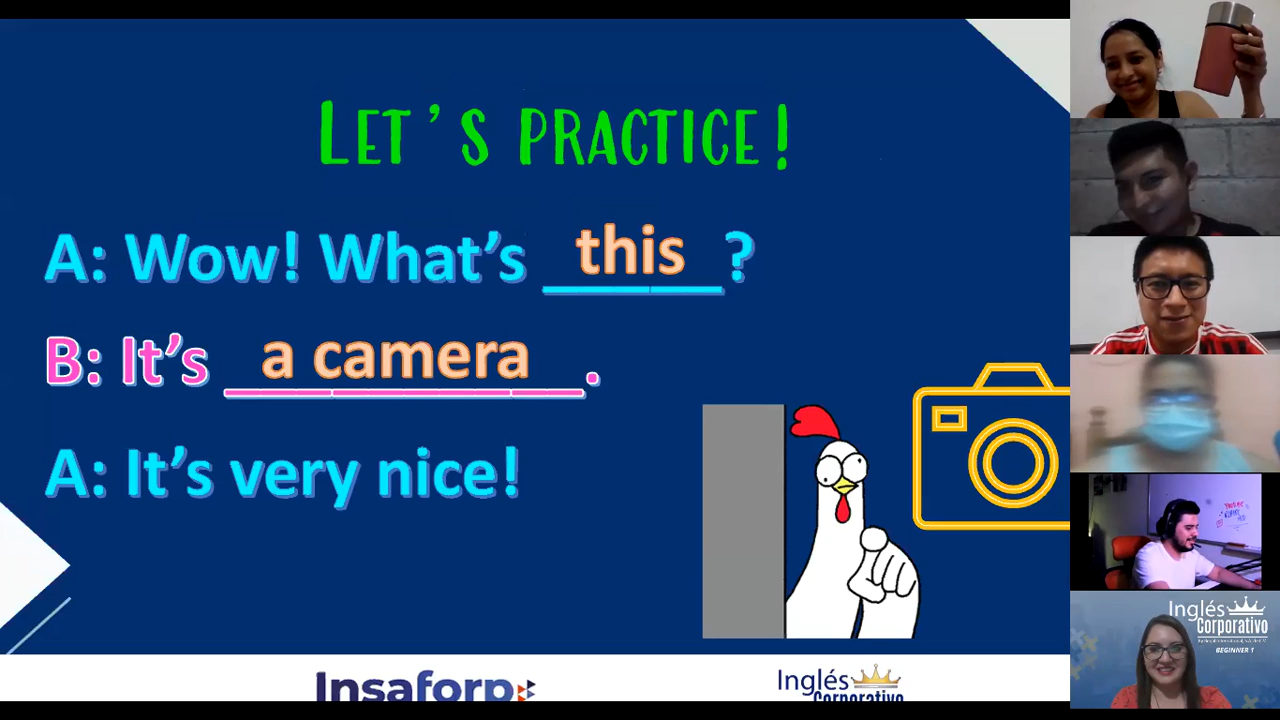 LET'S PRACTICE!
A: Wow! What's this?
B: It's a camera.
A: It's very nice!
Insaforp
Inglés
Corporativo
Inglés
Corporativo
BEGINNER 1